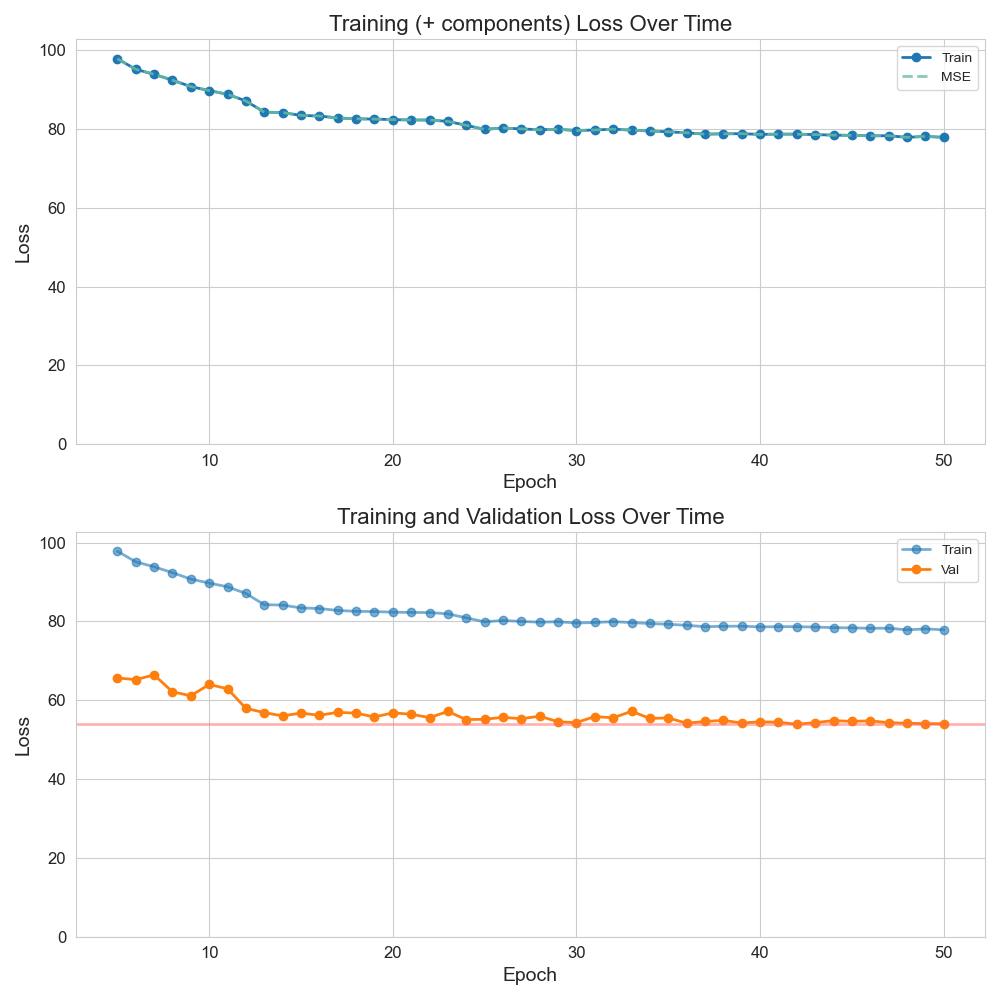 Training (+ components) Loss Over Time
100
80
60
40
20
0
Loss
Train
MSE
10 20 30 40 50
Epoch
Training and Validation Loss Over Time
100
80
60
40
20
0
Loss
Train
Val
10 20 30 40 50
Epoch